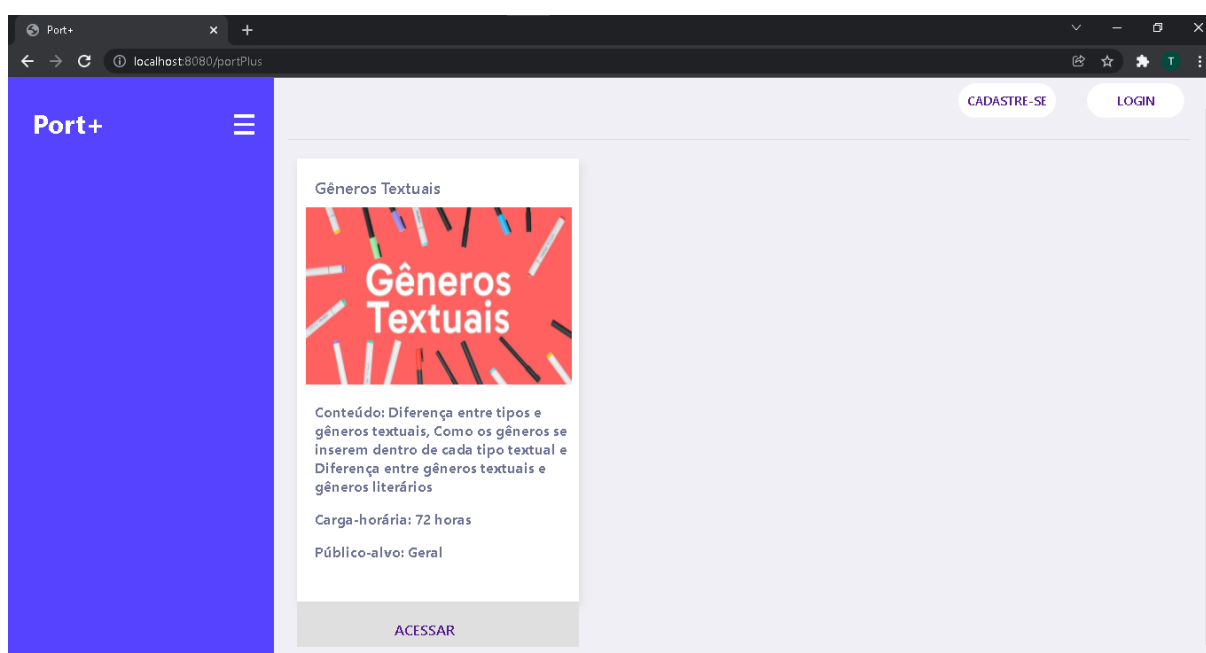 Port+
localhost:8080/portPlus
T
Port+
CADASTRE-SE
LOGIN
Gêneros Textuais
Gêneros
Textuais
Conteúdo: Diferença entre tipos e
gêneros textuais, Como os gêneros se
inserem dentro de cada tipo textual e
Diferença entre gêneros textuais e
gêneros literários
Carga-horária: 72 horas
Público-alvo: Geral
ACESSAR